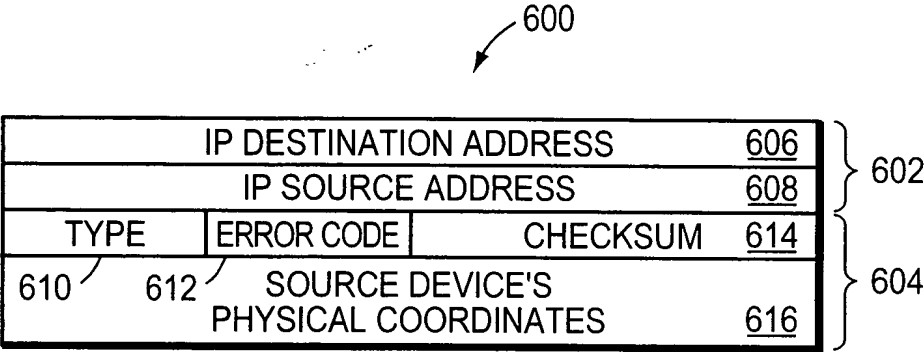 600
IP DESTINATION ADDRESS 606
602
IP SOURCE ADDRESS 608
TYPE ERROR CODE CHECKSUM 614
610 612 SOURCE DEVICE'S
604
PHYSICAL COORDINATES 616